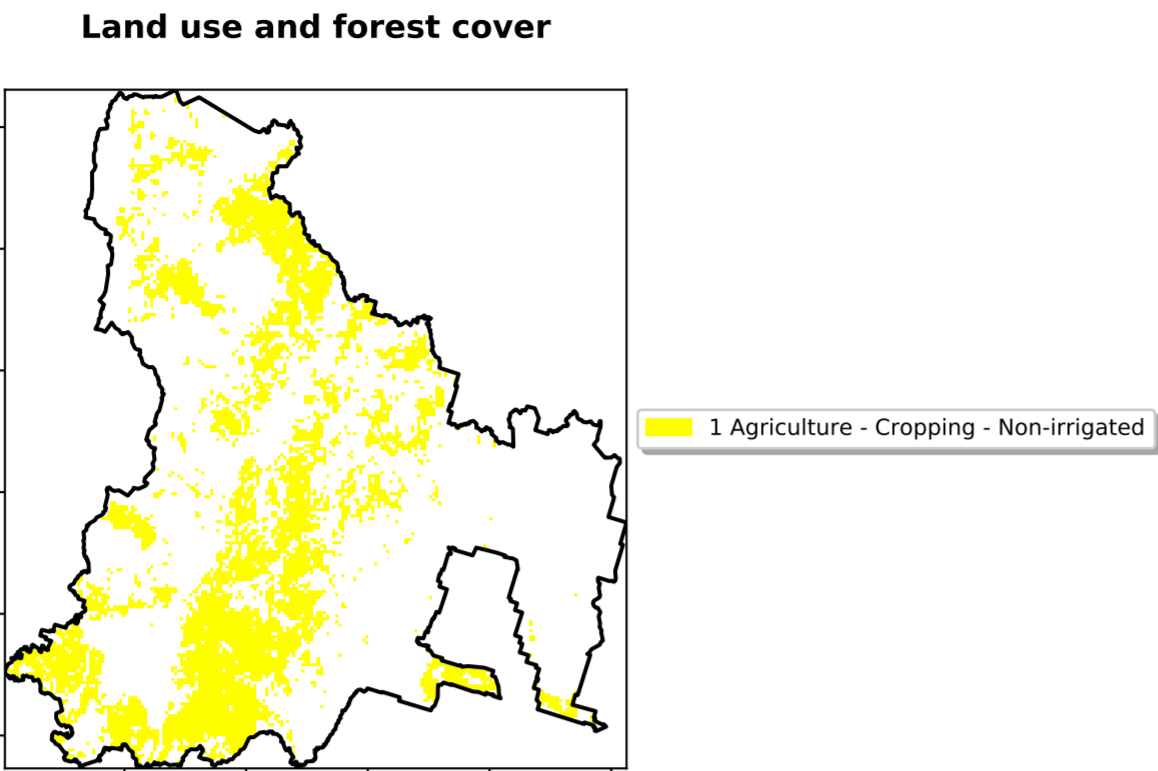 Land use and forest cover
1 Agriculture - Cropping - Non-irrigated